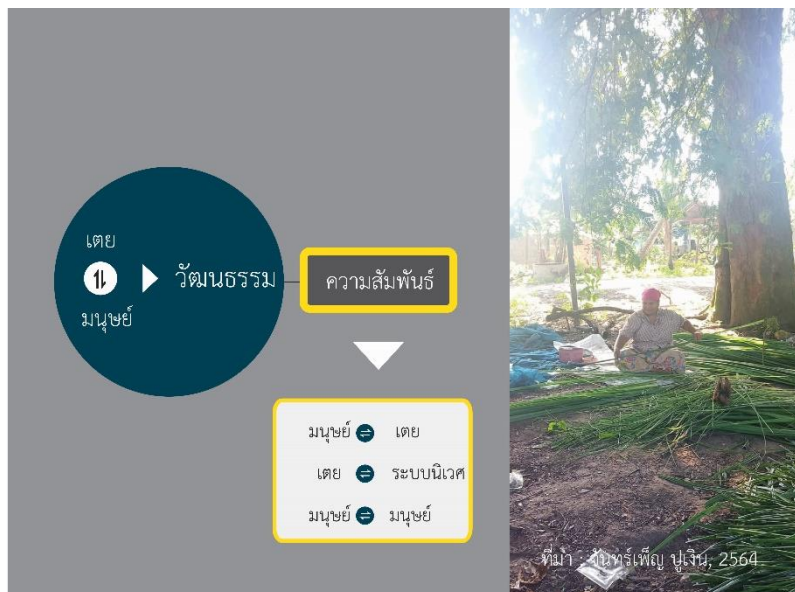 เตย
มนุษย์
วัฒนธรรม
ความสัมพันธ์
มนุษย์ ⇌ เตย
เตย ⇌ ระบบนิเวศ
มนุษย์ ⇌ มนุษย์
ที่มา : จันทร์เพ็ญ ปูเงิน, 2564